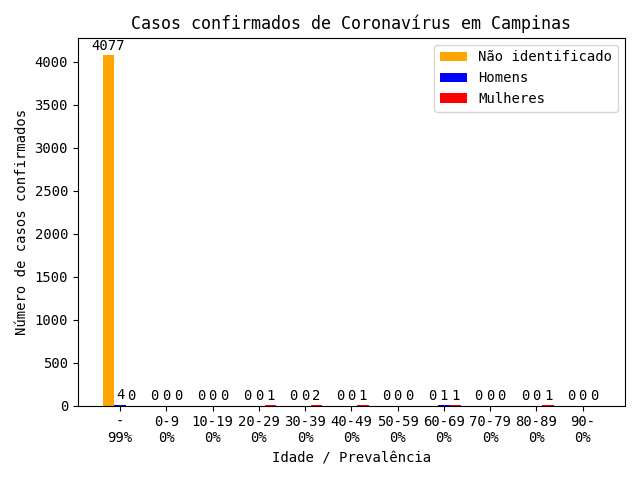 Casos confirmados de Coronavírus em Campinas
4077
Não identificado
Homens
Mulheres
4000
3500
3000
2500
2000
1500
1000
500
0
Número de casos confirmados
4 0 0 0 0 0 0 0 0 0 1 0 0 2 0 0 1 0 0 0 0 1 1 0 0 0 0 0 1 0 0 0
- 0-9 10-19 20-29 30-39 40-49 50-59 60-69 70-79 80-89 90-
99% 0% 0% 0% 0% 0% 0% 0% 0% 0% 0%
Idade / Prevalência